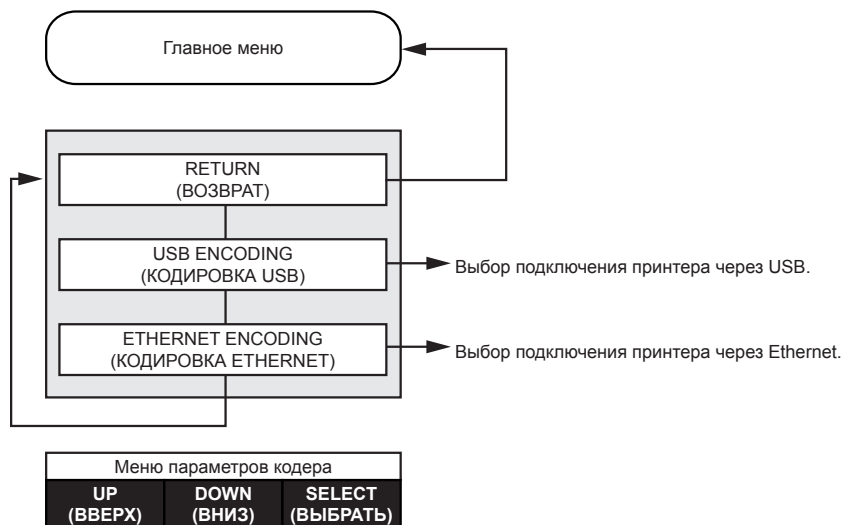 Главное меню
RETURN
(ВОЗВРАТ)
USB ENCODING
(КОДИРОВКА USB)
Выбор подключения принтера через USB.
ETHERNET ENCODING
(КОДИРОВКА ETHERNET)
Выбор подключения принтера через Ethernet.
Меню параметров кодера
UP DOWN SELECT
(ВВЕРХ) (ВНИЗ) (ВЫБРАТЬ)